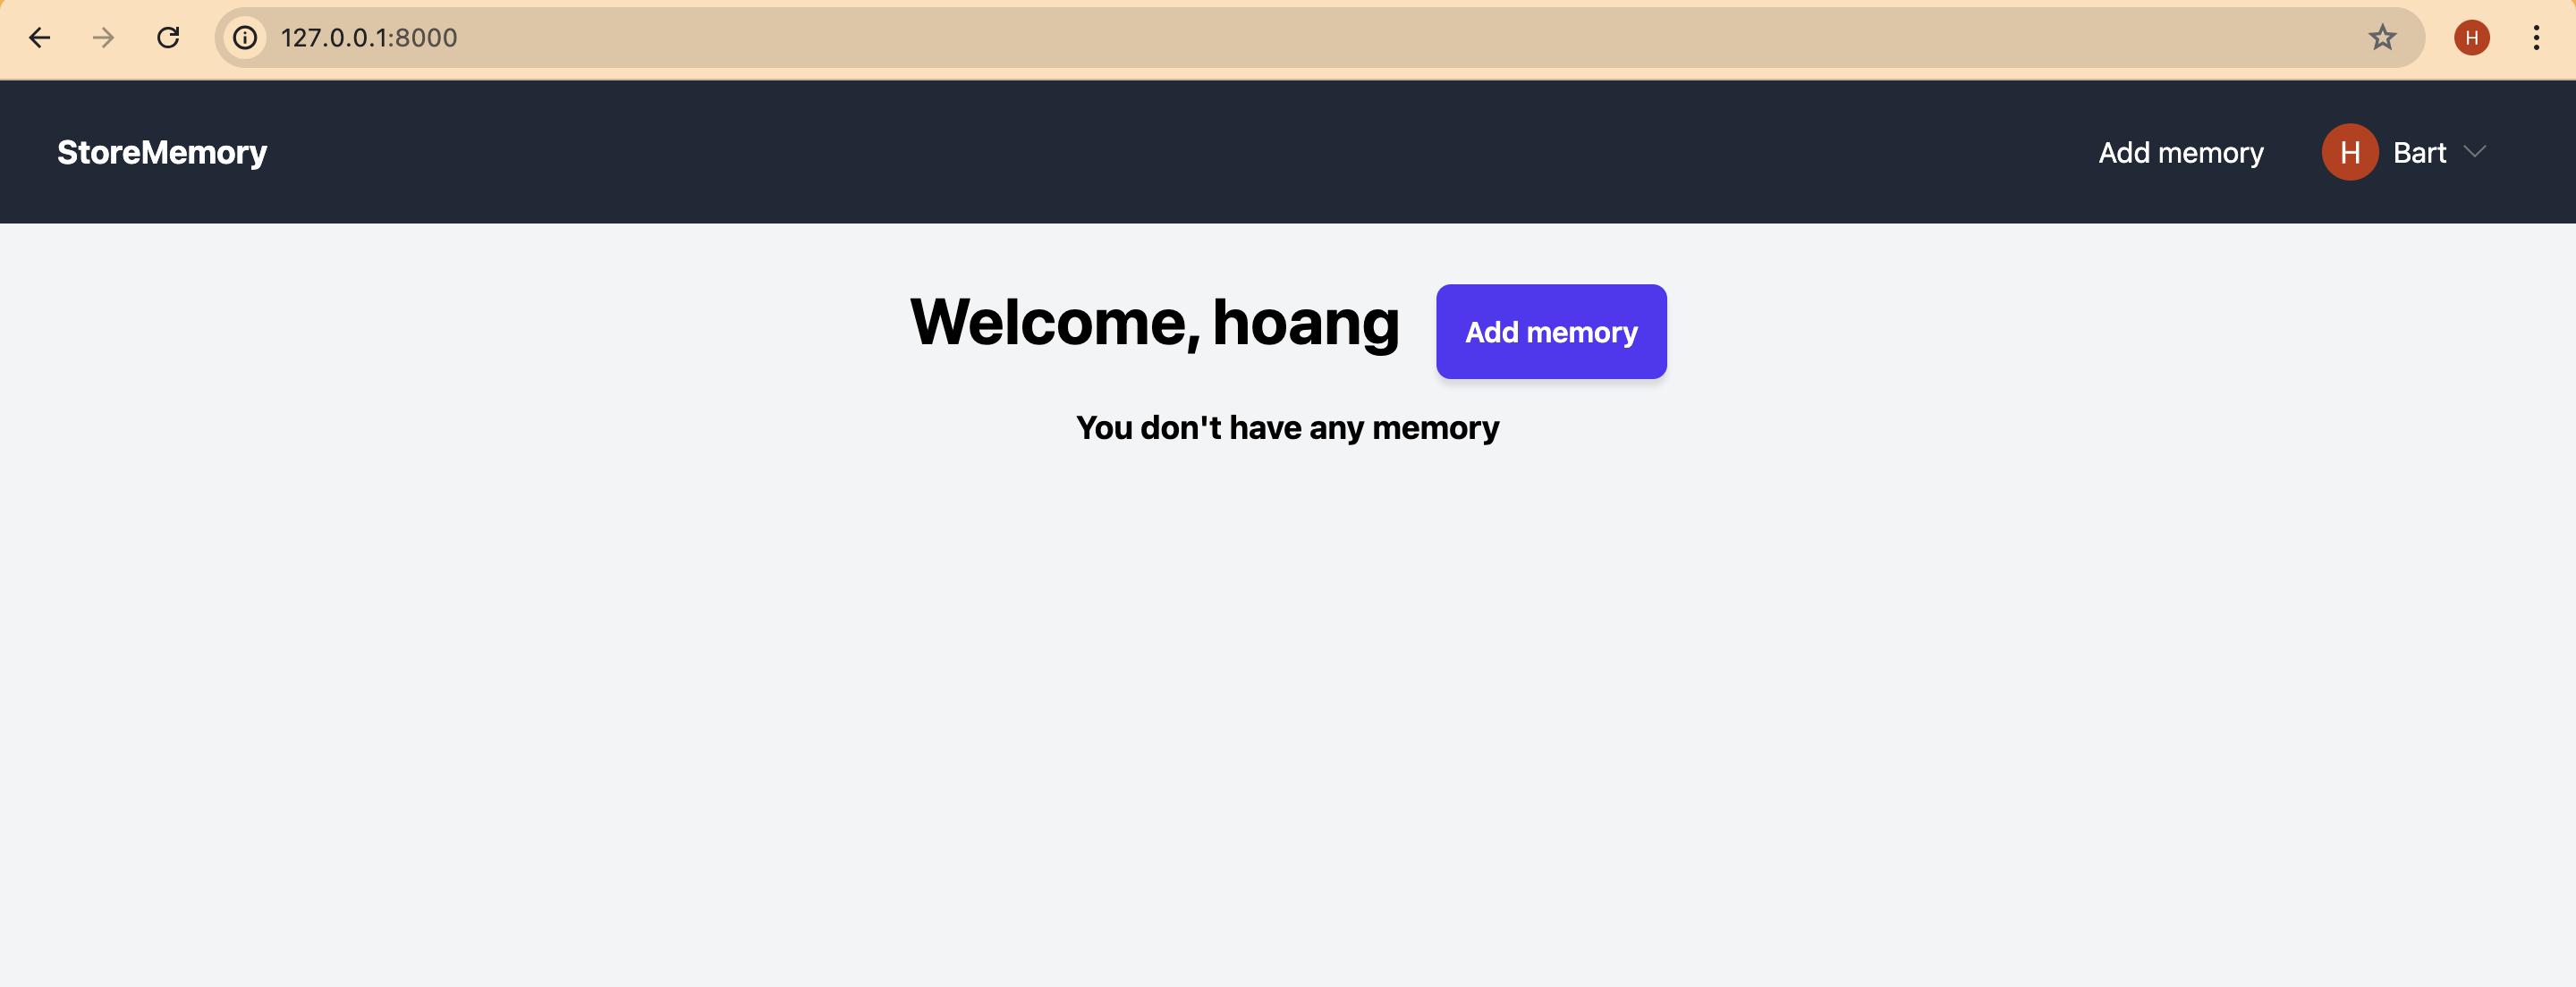 127.0.0.1:8000
H
StoreMemory
Add memory
H
Bart
Welcome, hoang
Add memory
You don't have any memory